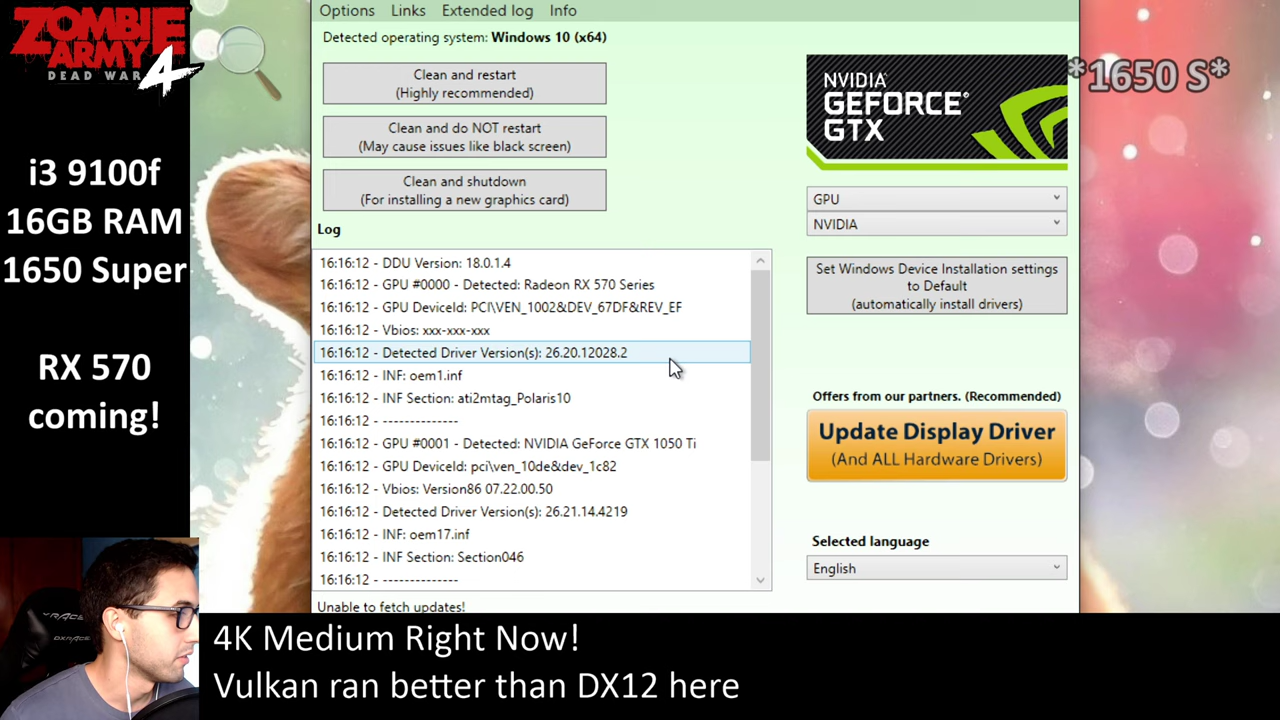 ZOMBIE
ARMY 4
DEAD WAR
i3 9100f
16GB RAM
1650 Super
RX 570
coming!
Options Links Extended log Info
Detected operating system: Windows 10 (x64)
Clean and restart
(Highly recommended)
Clean and do NOT restart
(May cause issues like black screen)
Clean and shutdown
(For installing a new graphics card)
Log
16:16:12 - DDU Version: 18.0.1.4
16:16:12 - GPU #0000 - Detected: Radeon RX 570 Series
16:16:12 - GPU DeviceId: PCI\VEN_1002&DEV_67DF&REV_EF
16:16:12 - Vbios: xxx-xxx-xxx
16:16:12 - Detected Driver Version(s): 26.20.12028.2
16:16:12 - INF: oem1.inf
16:16:12 - INF Section: ati2mtag_Polaris10
16:16:12 - --------------
16:16:12 - GPU #0001 - Detected: NVIDIA GeForce GTX 1050 Ti
16:16:12 - GPU DeviceId: pci\ven_10de&dev_1c82
16:16:12 - Vbios: Version86 07.22.00.50
16:16:12 - Detected Driver Version(s): 26.21.14.4219
16:16:12 - INF: oem17.inf
16:16:12 - INF Section: Section046
16:16:12 - --------------
Unable to fetch updates!
NVIDIA
GEFORCE®
GTX
*1650 S*
GPU
NVIDIA
Set Windows Device Installation settings
to Default
(automatically install drivers)
Offers from our partners. (Recommended)
Update Display Driver
(And ALL Hardware Drivers)
Selected language
English
DXRACE
4K Medium Right Now!
Vulkan ran better than DX12 here